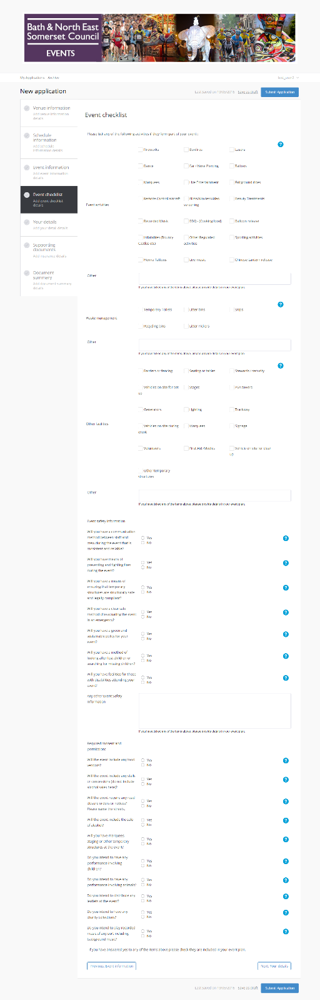 Bath & North East
Somerset Council
EVENTS
My Applications Archive
test_user2
New application
Last saved on 19/05/2016 Save as draft Submit Application
Venue information
Add venue information
details
Schedule
information
Add schedule
information details
Event information
Add event information
details
Event checklist
Add event checklist
details
Your details
Add your detail details
Supporting
documents
Add insurance details
Document
summary
Add document summary
details
Event checklist
Please tick any of the following activities if they form part of your event :
Event activities
Fireworks Bonfires Lasers
Dance Ear / Nose Piercing Tattoos
Marquees Live Entertainment Fairground rides
Remote Control aircraft Films/Movies/Video
screening Beauty Treatments
Recorded Music BBQ - (Cooking food) Balloon release
Inflatables (Bouncy
Castles etc) Other Regulated
activities Sporting activities
Henna Tattoos Live music Chinese Lantern release
Other
If you have ticked any of the items above, please provide details in your event plan.
Waste management
Temporary Toilets Litter bins Skips
Recycling bins Litter Pickers
Other
If you have ticked any of the items above, please provide details in your event plan
Other facilities
Barriers or fencing Seating or tables Stewards / security
Vehicles on site for set
up Stages PSA towers
Generators Lighting Trackway
Vehicles on site during
event Marquees Signage
Volunteers First Aid /Medics Vehicle on site for clear
up
Other temporary
structures
Other
If you have ticked any of the items above, please provide details in your event plan.
Event safety information
Will you have a communication
method between staff and
crew during the event that is
consistent and reliable?
Yes
No
Will you have means of
preventing and fighting fires
during the event?
Yes
No
Will you have a means of
ensuring that temporary
structures are structurally safe
and legally compliant?
Yes
No
Will you have a clear safe
method of evacuating the event
in an emergency?
Yes
No
Will you have a green and
sustainable policy for your
event?
Yes
No
Will you have a method of
looking after lost children or
searching for missing children?
Yes
No
Will you have facilities for those
with disabilities attending your
event?
Yes
No
Any other Event Safety
Information
If you have ticked any of the items above, please provide details in your event plan.
Required consent and
permissions
Will the event include any food
vendors?
Yes
No
Will the event include any stalls
or concessions (do not include
alcohol sales here)?
Yes
No
Will the event require any road
closure orders or notices?
Please name the streets.
Yes
No
Will the event include the sale
of alcohol?
Yes
No
Will you have marquees,
staging or other temporary
structures at the event?
Yes
No
Do you intend to have any
performance involving
children?
Yes
No
Do you intend to have any
performance involving animals?
Yes
No
Do you intend to distribute any
leaflets at the event?
Yes
No
Do you intend to have any
charity collections?
Yes
No
Do you intend to play recorded
music of any sort including
background music?
Yes
No
If you have answered yes to any of the items above please check they are included in your event plan.
Previous: Event information Next: Your details
Last saved on 19/05/2016 Save as draft Submit Application